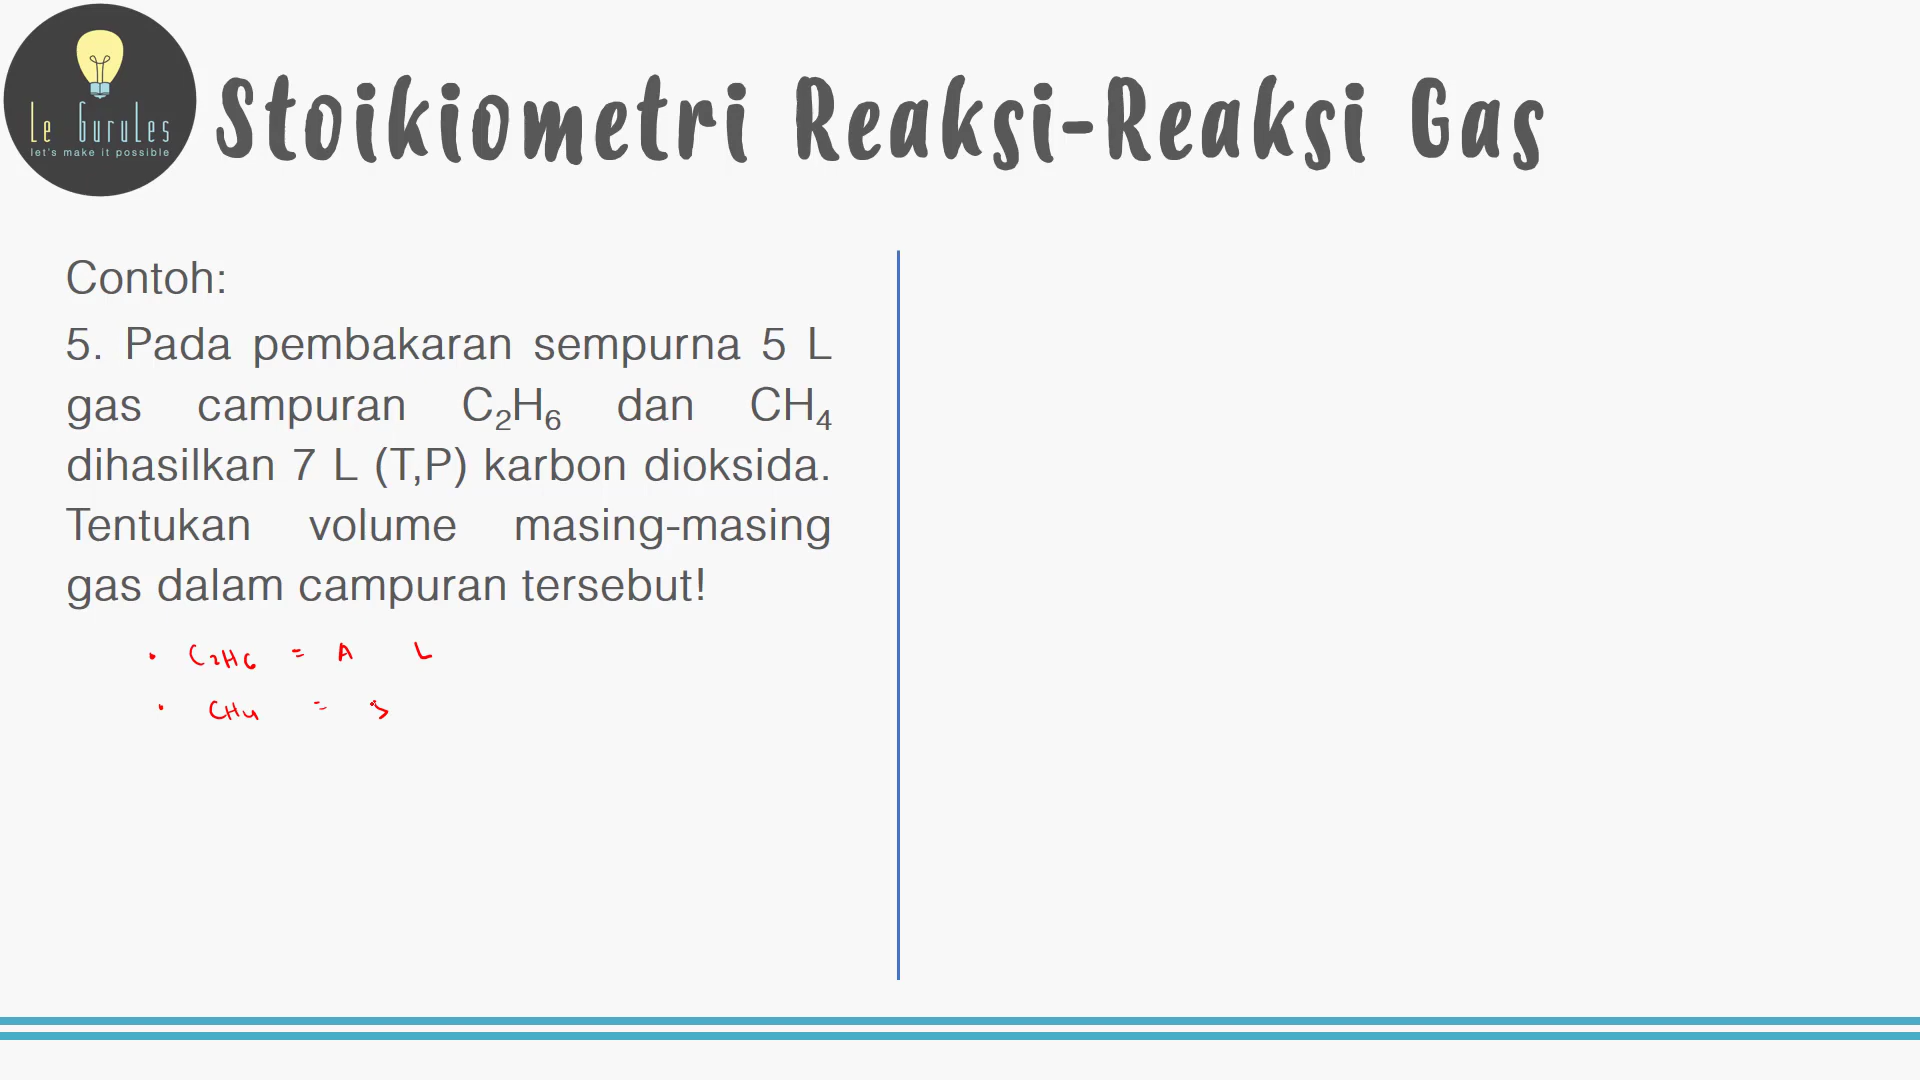 Le GuruLes
let's make it possible
Stoikiometri Reaksi-Reaksi Gas
Contoh:
5. Pada pembakaran sempurna 5 L
gas campuran C₂H₆ dan CH₄
dihasilkan 7 L (T,P) karbon dioksida.
Tentukan volume masing-masing
gas dalam campuran tersebut!
• C₂H₆ = A L
• CH₄ =